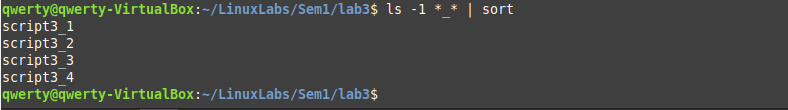 qwerty@qwerty-VirtualBox:~/LinuxLabs/Sem1/lab3$ ls -1 *_* | sort
script3_1
script3_2
script3_3
script3_4
qwerty@qwerty-VirtualBox:~/LinuxLabs/Sem1/lab3$